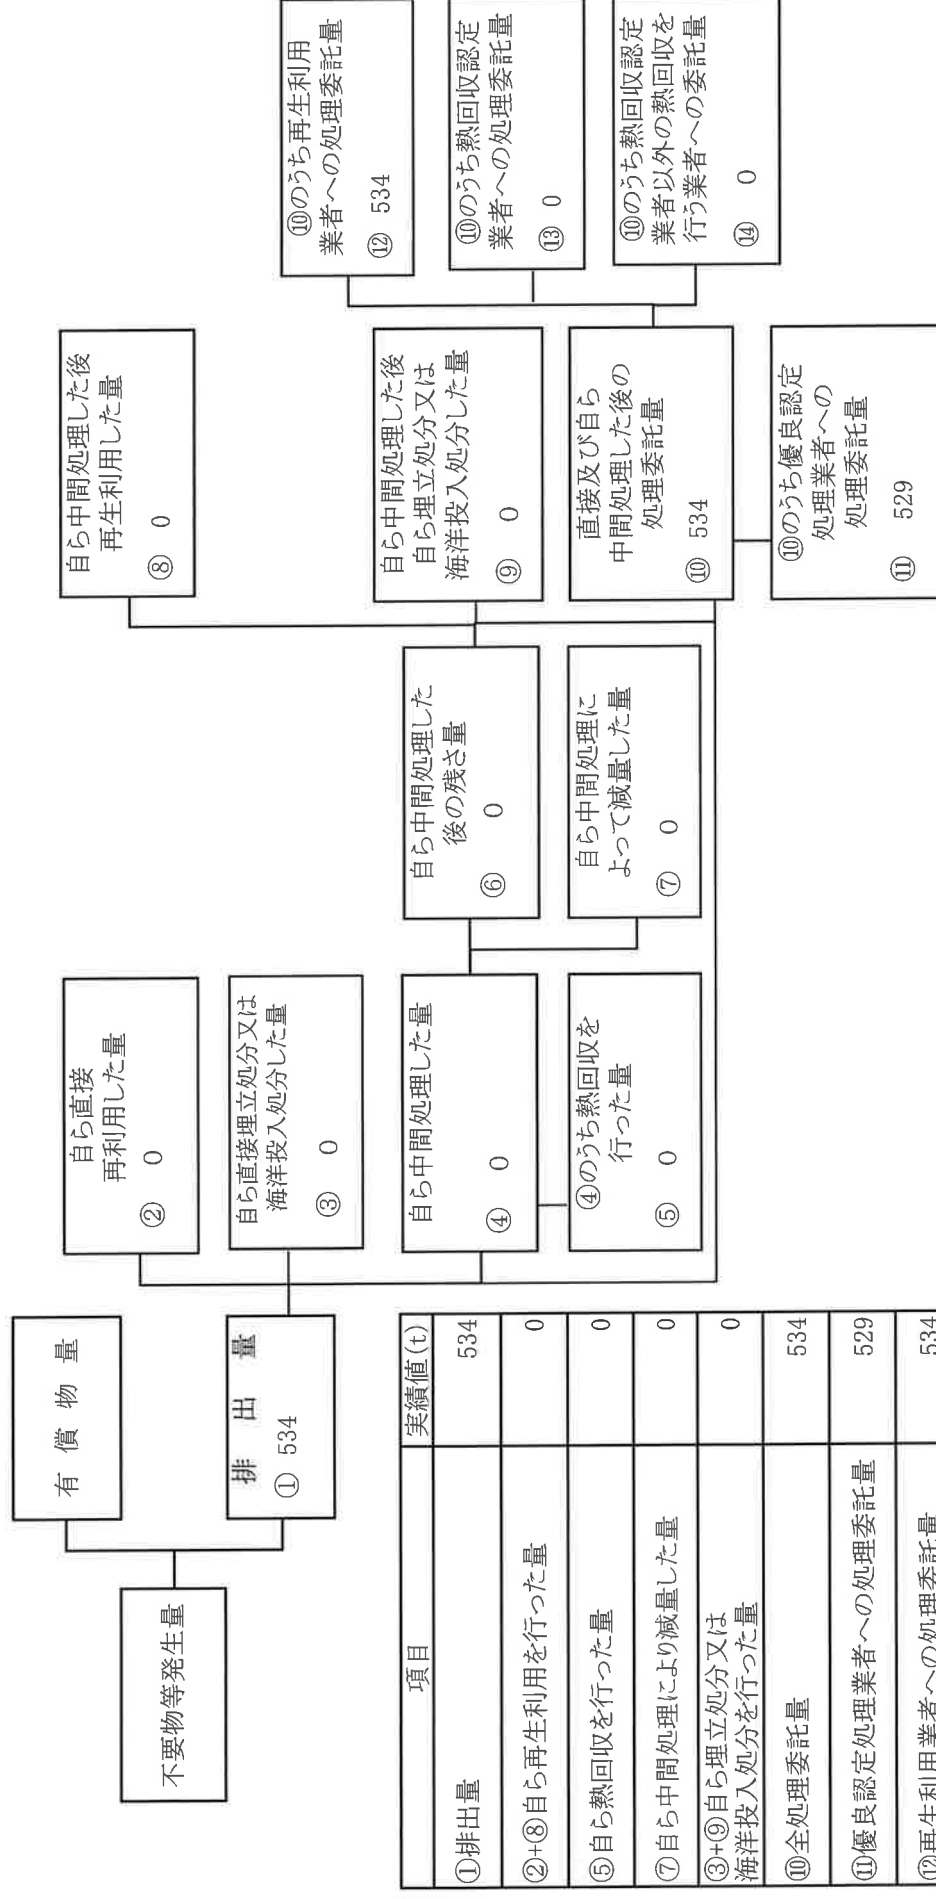 不要物等発生量
有償物量
排出量
① 534
自ら直接
再利用した量
② 0
自ら直接埋立処分又は
海洋投入処分した量
③ 0
自ら中間処理した量
④ 0
④のうち熱回収を
行った量
⑤ 0
自ら中間処理した
後の残さ量
⑥ 0
自ら中間処理に
よって減量した量
⑦ 0
自ら中間処理した後
再生利用した量
⑧ 0
自ら中間処理した後
自ら埋立処分又は
海洋投入処分した量
⑨ 0
直接及び自ら
中間処理した後の
処理委託量
⑩ 534
⑩のうち優良認定
処理業者への
処理委託量
⑪ 529
⑩のうち再生利用
業者への処理委託量
⑫ 534
⑩のうち熱回収認定
業者への処理委託量
⑬ 0
⑩のうち熱回収認定
業者以外の熱回収を
行う業者への委託量
⑭ 0
項目 実績値(t)
①排出量 534
②+⑧自ら再生利用を行った量 0
⑤自ら熱回収を行った量 0
⑦自ら中間処理により減量した量 0
③+⑨自ら埋立処分又は
海洋投入処分を行った量 0
⑩全処理委託量 534
⑪優良認定処理業者への処理委託量 529
⑫再生利用業者への処理委託量 534